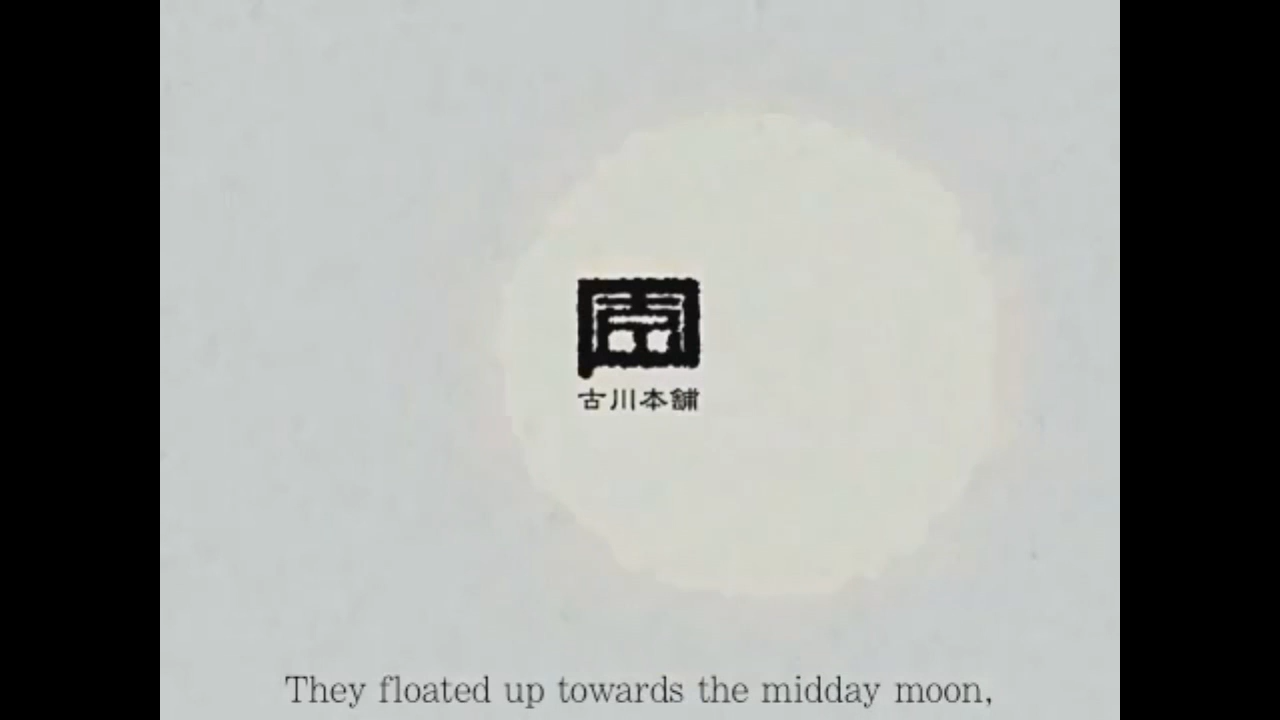 古川本舗
They floated up towards the midday moon,